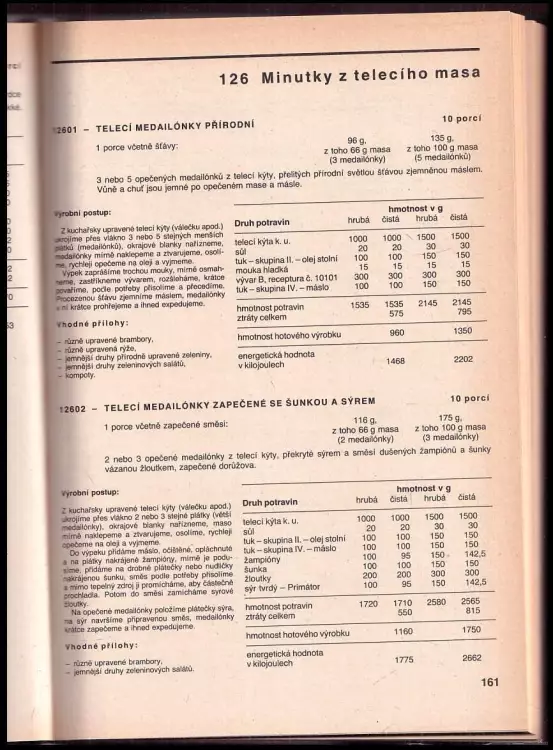 126 Minutky z telecího masa
12601 – TELECÍ MEDAILÓNKY PŘÍRODNÍ 10 porcí
1 porce včetně šťávy: 96 g, 135 g,
z toho 66 g masa z toho 100 g masa
(3 medailónky) (5 medailónků)
3 nebo 5 opečených medailónků z telecí kýty, přelitých přírodní světlou šťávou zjemněnou máslem.
Vůně a chuť jsou jemné po opečeném mase a másle.
Výrobní postup:
Z kuchařsky upravené telecí kýty (válečku apod.)
ukrojíme přes vlákno 3 nebo 5 stejných menších
plátků (medailónků), okrajové blanky nařízneme,
medailónky mírně naklepeme a ztvarujeme, osolí-
me, rychleji opečeme na oleji a vyjmeme.
Výpek zaprášíme trochou mouky, mírně osmah-
neme, zastříkneme vývarem, rozšleháme, krátce
povaříme, podle potřeby přisolíme a přecedíme.
Procezenou šťávu zjemníme máslem, medailónky
v ní krátce prohřejeme a ihned expedujeme.
Vhodné přílohy:
– různě upravené brambory,
– různě upravená rýže,
– jemnější druhy přírodně upravené zeleniny,
– jemnější druhy zeleninových salátů,
– kompoty.
hmotnost v g
Druh potravin hrubá čistá hrubá čistá
telecí kýta k. u. 1000 1000 1500 1500
sůl 20 20 30 30
tuk – skupina II. – olej stolní 100 100 150 150
mouka hladká 15 15 15 15
vývar B, receptura č. 10101 300 300 300 300
tuk – skupina IV. – máslo 100 100 150 150
hmotnost potravin 1535 1535 2145 2145
ztráty celkem 575 795
hmotnost hotového výrobku 960 1350
energetická hodnota
v kilojoulech 1468 2202
12602 – TELECÍ MEDAILÓNKY ZAPEČENÉ SE ŠUNKOU A SÝREM 10 porcí
1 porce včetně zapečené směsi: 116 g, 175 g,
z toho 66 g masa z toho 100 g masa
(2 medailónky) (3 medailónky)
2 nebo 3 opečené medailónky z telecí kýty, překryté sýrem a směsí dušených žampiónů a šunky
vázanou žloutkem, zapečené dorůžova.
Výrobní postup:
Z kuchařsky upravené telecí kýty (válečku apod.)
ukrojíme přes vlákno 2 nebo 3 stejné plátky (větší
medailónky), okrajové blanky nařízneme, maso
mírně naklepeme a ztvarujeme, osolíme, rychleji
opečeme na oleji a vyjmeme.
Do výpeku přidáme máslo, očištěné, opláchnuté
a na plátky nakrájené žampióny, mírně je podu-
síme, přidáme na drobné plátečky nebo nudličky
nakrájenou šunku, směs podle potřeby přisolíme
a mimo tepelný zdroj ji promícháme, aby částečně
prochladla. Potom do směsi zamícháme syrové
žloutky.
Na opečené medailónky položíme plátečky sýra,
na sýr navršíme připravenou směs, medailónky
krátce zapečeme a ihned expedujeme.
Vhodné přílohy:
– různě upravené brambory,
– jemnější druhy zeleninových salátů.
hmotnost v g
Druh potravin hrubá čistá hrubá čistá
telecí kýta k. u. 1000 1000 1500 1500
sůl 20 20 30 30
tuk – skupina II. – olej stolní 100 100 150 150
tuk – skupina IV. – máslo 100 100 150 150
žampióny 100 95 150 142,5
šunka 100 100 150 150
žloutky 200 200 300 300
sýr tvrdý – Primátor 100 95 150 142,5
hmotnost potravin 1720 1710 2580 2565
ztráty celkem 550 815
hmotnost hotového výrobku 1160 1750
energetická hodnota
v kilojoulech 1775 2662
161